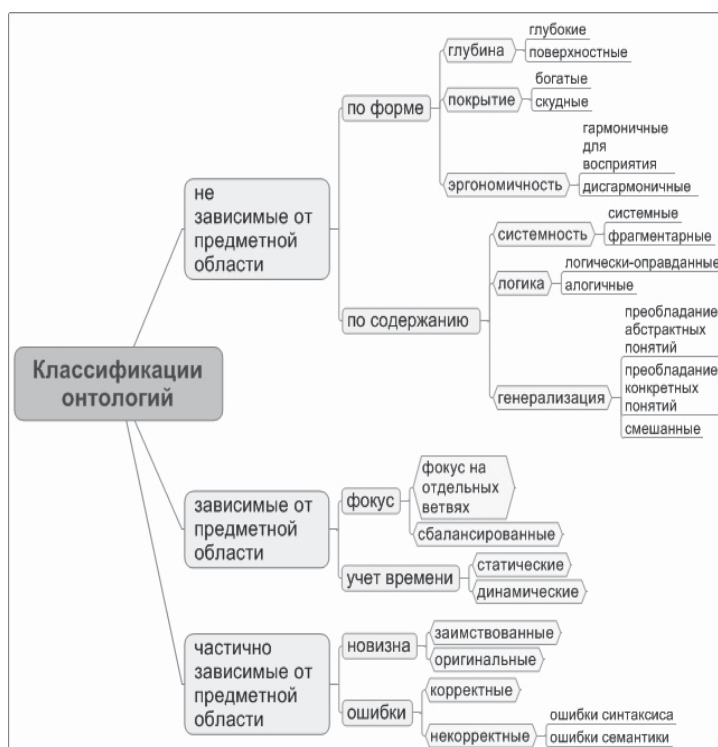 глубокие
глубина
поверхностные
богатые
покрытие
скудные
по форме
гармоничные
для
восприятия
эргономичность
дисгармоничные
не
зависимые от
предметной
области
системные
системность
фрагментарные
логически-оправданные
логика
алогичные
по содержанию
преобладание
абстрактных
понятий
преобладание
конкретных
понятий
генерализация
смешанные
Классификации
онтологий
фокус на
отдельных
ветвях
фокус
сбалансированные
зависимые от
предметной
области
статические
учет времени
динамические
заимствованные
новизна
оригинальные
частично
зависимые от
предметной
области
корректные
ошибки
некорректные
ошибки синтаксиса
ошибки семантики